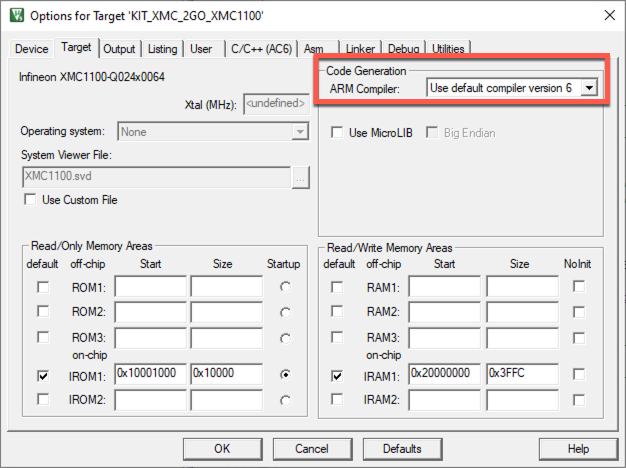 Options for Target 'KIT_XMC_2GO_XMC1100'
Device Target Output Listing User C/C++ (AC6) Asm Linker Debug Utilities
Infineon XMC1100-Q024x0064
Xtal (MHz): <undefined>
Operating system: None
System Viewer File:
XMC1100.svd ...
Use Custom File
Code Generation
ARM Compiler: Use default compiler version 6
Use MicroLIB Big Endian
Read/Only Memory Areas
default off-chip Start Size Startup
ROM1:
ROM2:
ROM3:
on-chip
IROM1: 0x10001000 0x10000
IROM2:
Read/Write Memory Areas
default off-chip Start Size NoInit
RAM1:
RAM2:
RAM3:
on-chip
IRAM1: 0x20000000 0x3FFC
IRAM2:
OK Cancel Defaults Help